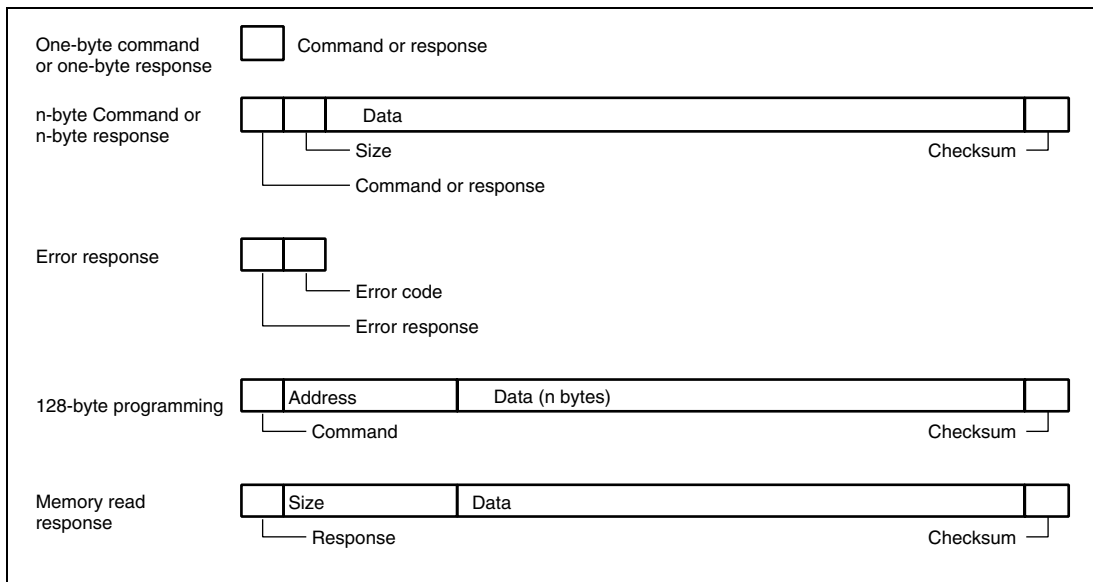 One-byte command
or one-byte response
Command or response
n-byte Command or
n-byte response
Data
Size
Checksum
Command or response
Error response
Error code
Error response
128-byte programming
Address
Data (n bytes)
Command
Checksum
Memory read
response
Size
Data
Response
Checksum